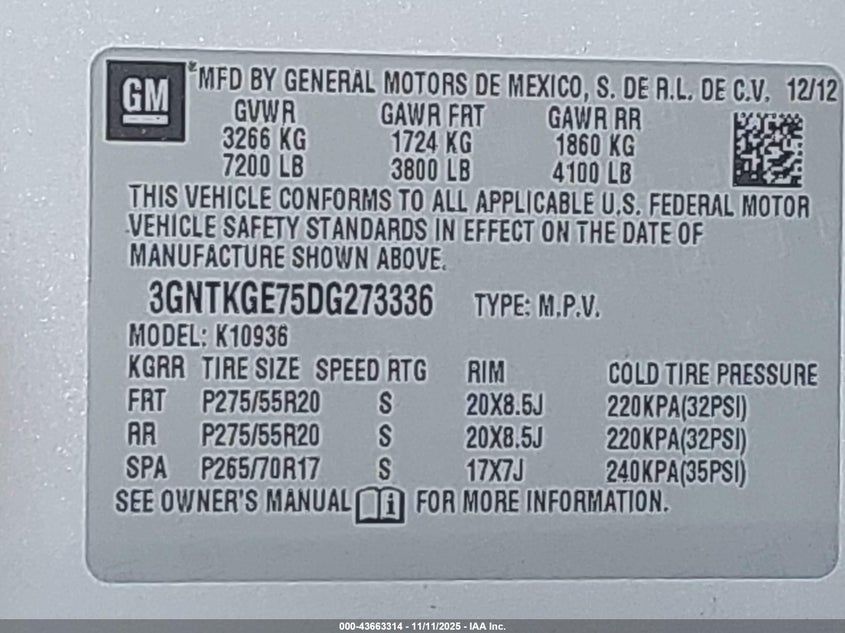 GM
*MFD BY GENERAL MOTORS DE MEXICO, S. DE R.L. DE C.V. 12/12
GVWR GAWR FRT GAWR RR
3266 KG 1724 KG 1860 KG
7200 LB 3800 LB 4100 LB
THIS VEHICLE CONFORMS TO ALL APPLICABLE U.S. FEDERAL MOTOR
VEHICLE SAFETY STANDARDS IN EFFECT ON THE DATE OF
MANUFACTURE SHOWN ABOVE.
3GNTKGE75DG273336 TYPE: M.P.V.
MODEL: K10936
KGRR TIRE SIZE SPEED RTG RIM COLD TIRE PRESSURE
FRT P275/55R20 S 20X8.5J 220KPA(32PSI)
RR P275/55R20 S 20X8.5J 220KPA(32PSI)
SPA P265/70R17 S 17X7J 240KPA(35PSI)
SEE OWNER'S MANUAL i FOR MORE INFORMATION.
000-43663314 - 11/11/2025 - IAA Inc.